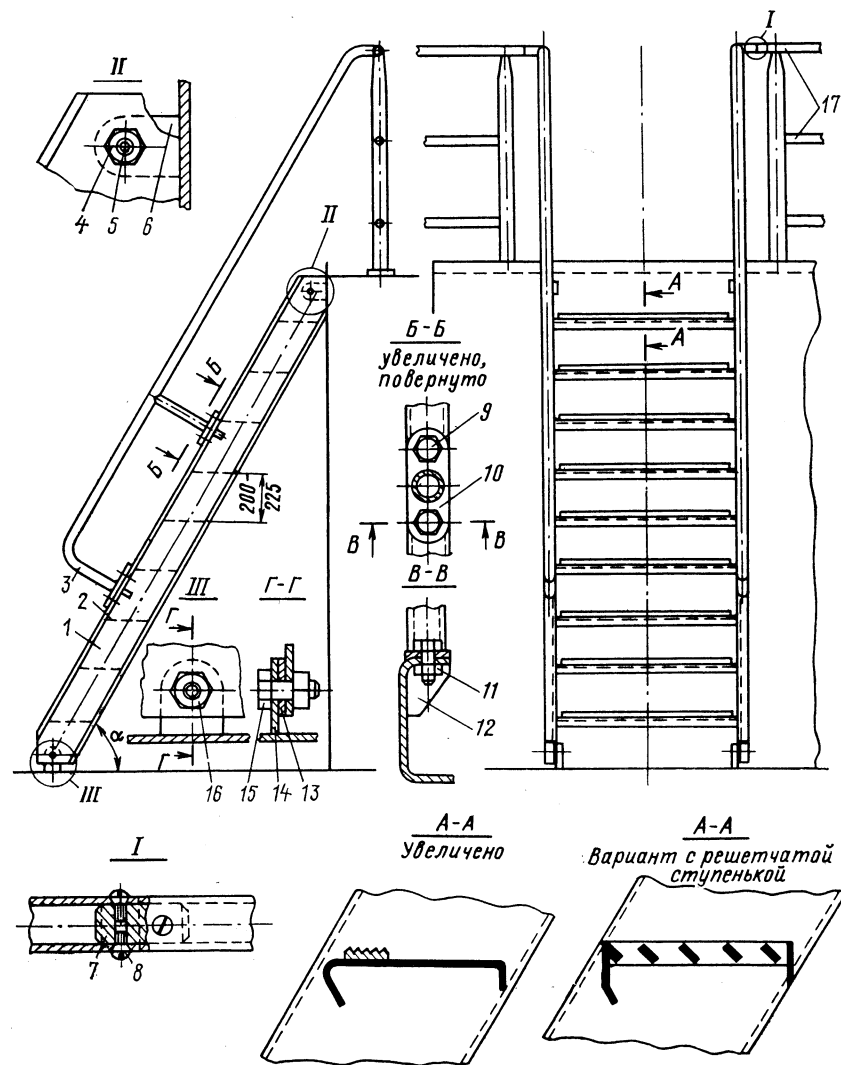 I
II
17
4
5
6
II
А
А
Б-Б
увеличено,
повернуто
Б
Б
9
10
200-
225
В
В
3
2
1
III
Г-Г
В-В
Г
Г
α
11
12
III
16
15
14
13
I
7
8
А-А
Увеличено
А-А
Вариант с решетчатой
ступенькой